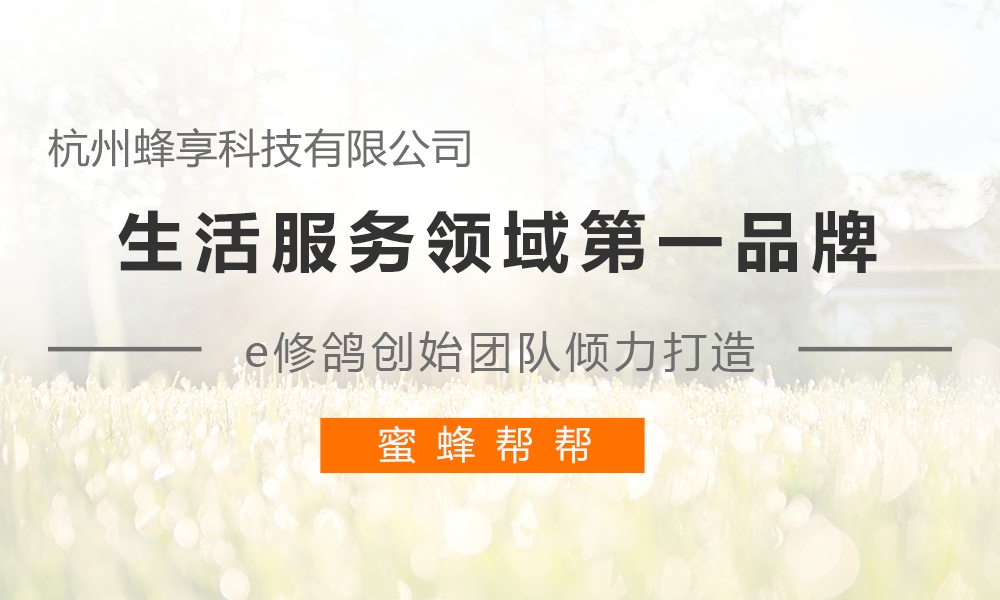 杭州蜂享科技有限公司
生活服务领域第一品牌
e修鸽创始团队倾力打造
蜜蜂帮帮